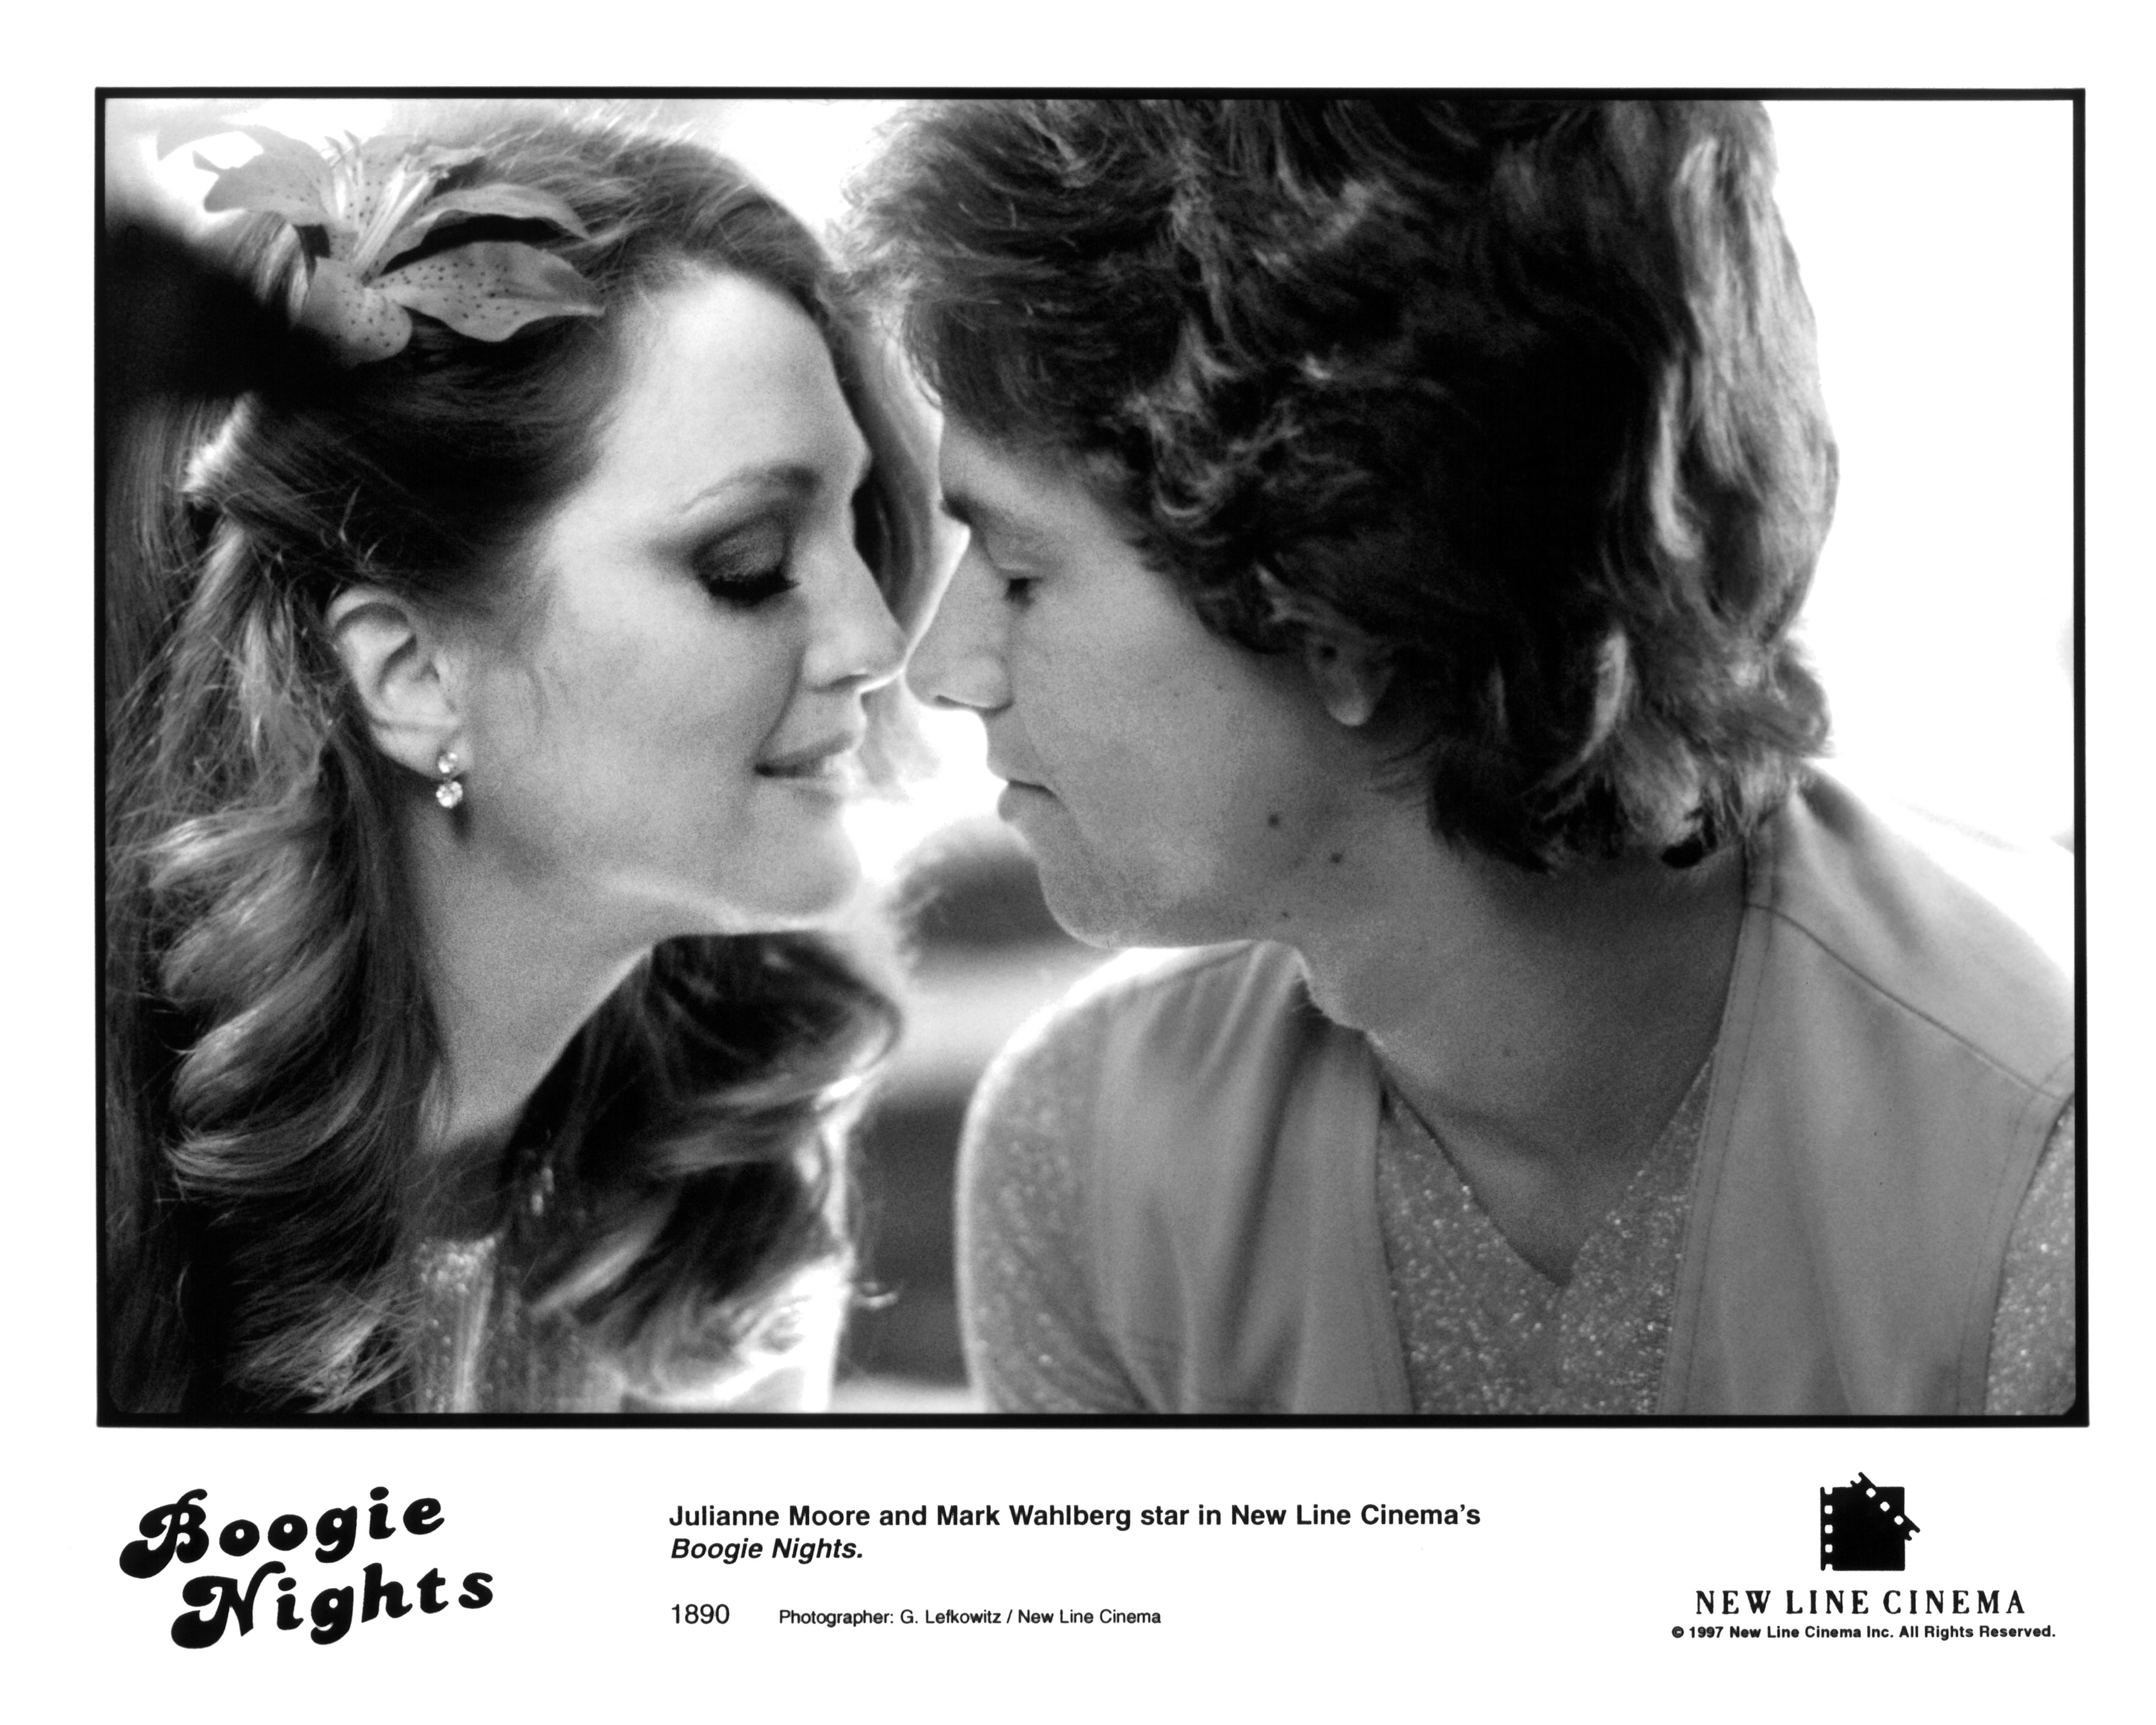 Boogie
Nights
Julianne Moore and Mark Wahlberg star in New Line Cinema's
Boogie Nights.
1890 Photographer: G. Lefkowitz / New Line Cinema
NEW LINE CINEMA
© 1997 New Line Cinema Inc. All Rights Reserved.